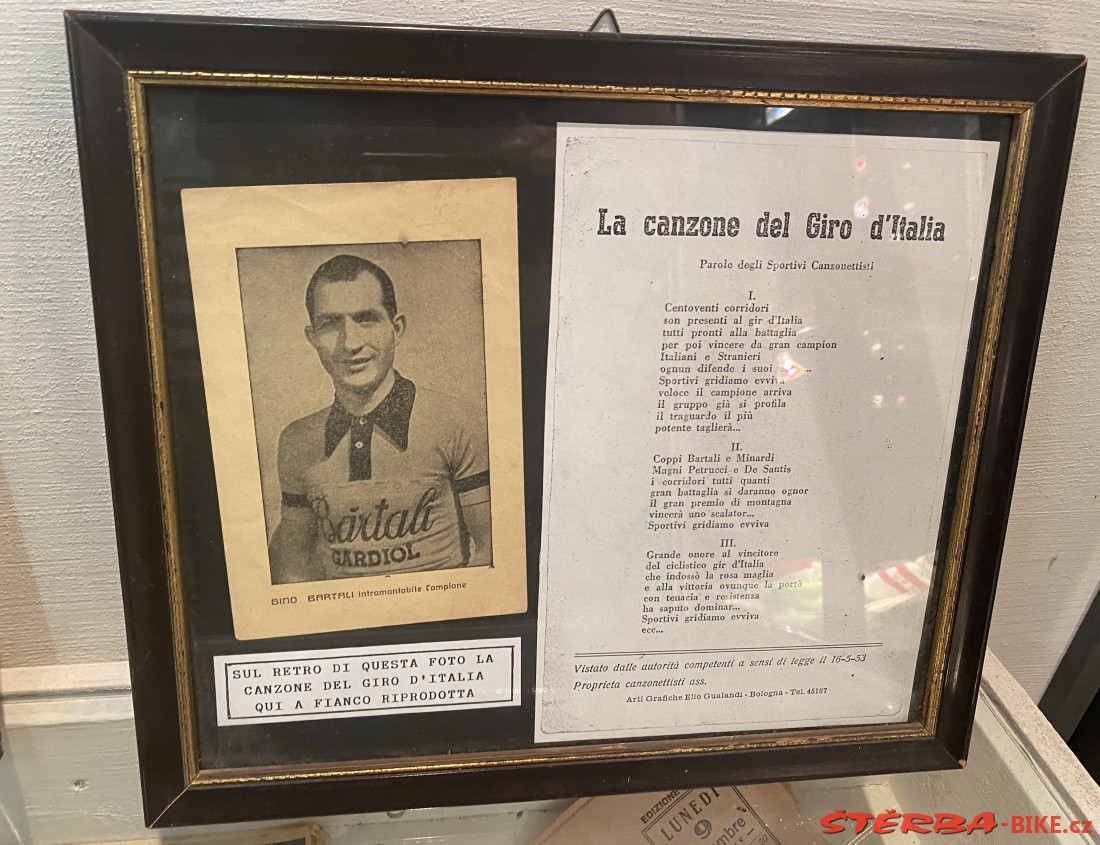 Bartali
GARDIOL
GINO BARTALI intramontabile Campione
SUL RETRO DI QUESTA FOTO LA
CANZONE DEL GIRO D'ITALIA
QUI A FIANCO RIPRODOTTA
La canzone del Giro d'Italia
Parole degli Sportivi Canzonettisti
I.
Centoventi corridori
son presenti al gir d'Italia
tutti pronti alla battaglia
per poi vincere da gran campion
Italiani e Stranieri
ognun difende i suoi
Sportivi gridiamo evviva
veloce il campione arriva
il gruppo già si profila
il traguardo il più
potente taglierà...
II.
Coppi Bartali e Minardi
Magni Petrucci e De Santis
i corridori tutti quanti
gran battaglia si daranno ognor
il gran premio di montagna
vincerà uno scalator...
Sportivi gridiamo evviva
III.
Grande onore al vincitore
del ciclistico gir d'Italia
che indossò la rosa maglia
e alla vittoria ovunque la portò
con tenacia e resistenza
ha saputo dominar...
Sportivi gridiamo evviva
ecc...
Vistato dalle autorità competenti a sensi di legge il 16-5-53
Proprieta canzonettisti ass.
Arti Grafiche Elio Gualandi - Bologna - Tel. 45167
EDIZIONE
LUNEDI
9
ŠTĒRBA-BIKE.cz